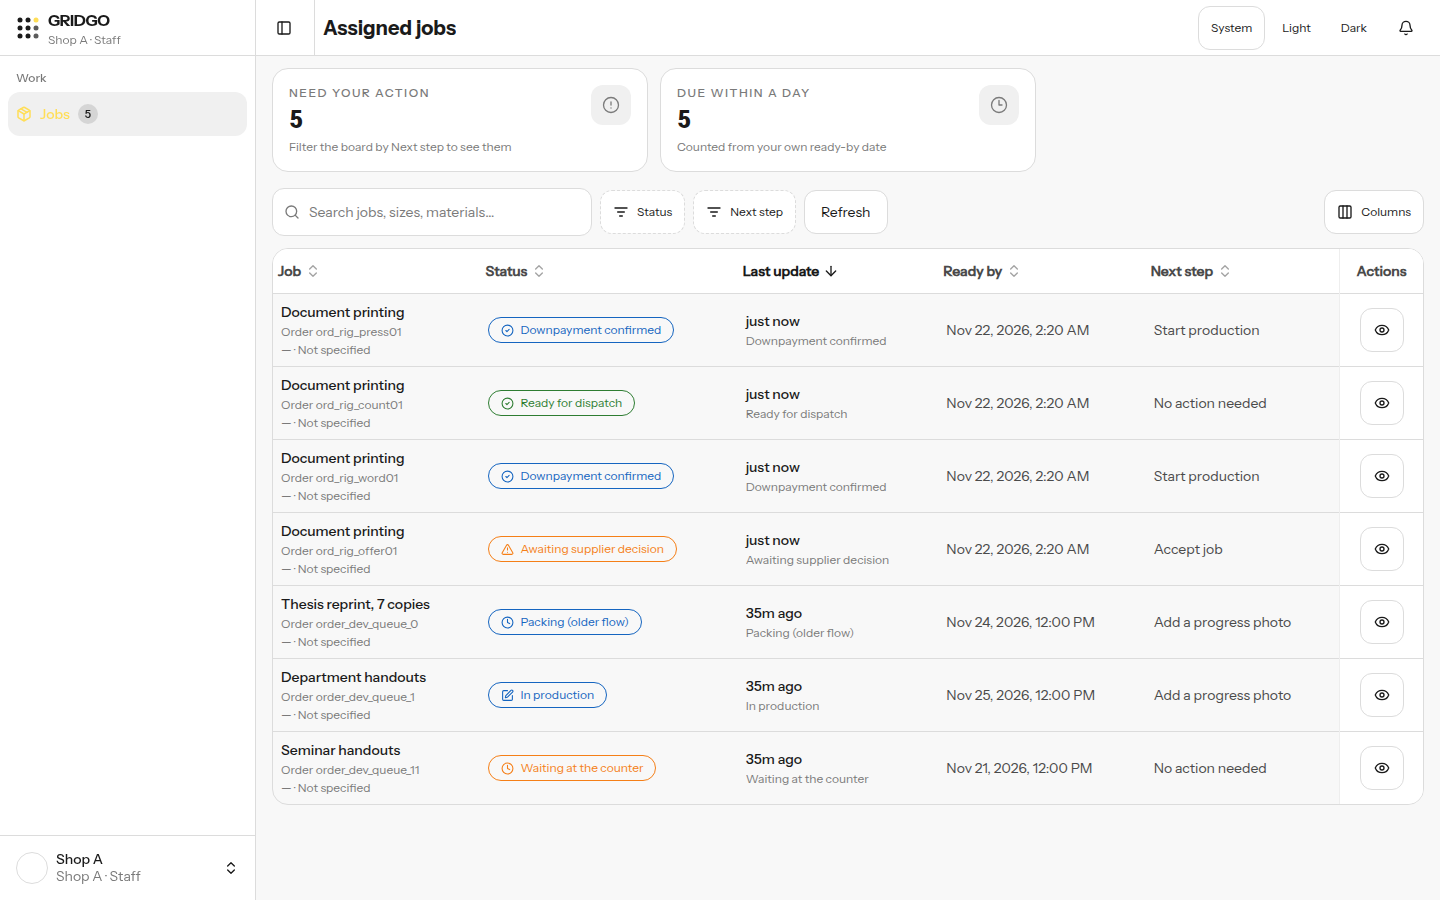 GRIDGO
Shop A · Staff
Assigned jobs
System
Light
Dark
Work
Jobs 5
NEED YOUR ACTION
5
Filter the board by Next step to see them
DUE WITHIN A DAY
5
Counted from your own ready-by date
Search jobs, sizes, materials...
Status
Next step
Refresh
Columns
Job Status Last update Ready by Next step Actions
Document printing
Order ord_rig_press01
— · Not specified
Downpayment confirmed
just now
Downpayment confirmed
Nov 22, 2026, 2:20 AM
Start production
Document printing
Order ord_rig_count01
— · Not specified
Ready for dispatch
just now
Ready for dispatch
Nov 22, 2026, 2:20 AM
No action needed
Document printing
Order ord_rig_word01
— · Not specified
Downpayment confirmed
just now
Downpayment confirmed
Nov 22, 2026, 2:20 AM
Start production
Document printing
Order ord_rig_offer01
— · Not specified
Awaiting supplier decision
just now
Awaiting supplier decision
Nov 22, 2026, 2:20 AM
Accept job
Thesis reprint, 7 copies
Order order_dev_queue_0
— · Not specified
Packing (older flow)
35m ago
Packing (older flow)
Nov 24, 2026, 12:00 PM
Add a progress photo
Department handouts
Order order_dev_queue_1
— · Not specified
In production
35m ago
In production
Nov 25, 2026, 12:00 PM
Add a progress photo
Seminar handouts
Order order_dev_queue_11
— · Not specified
Waiting at the counter
35m ago
Waiting at the counter
Nov 21, 2026, 12:00 PM
No action needed
Shop A
Shop A · Staff